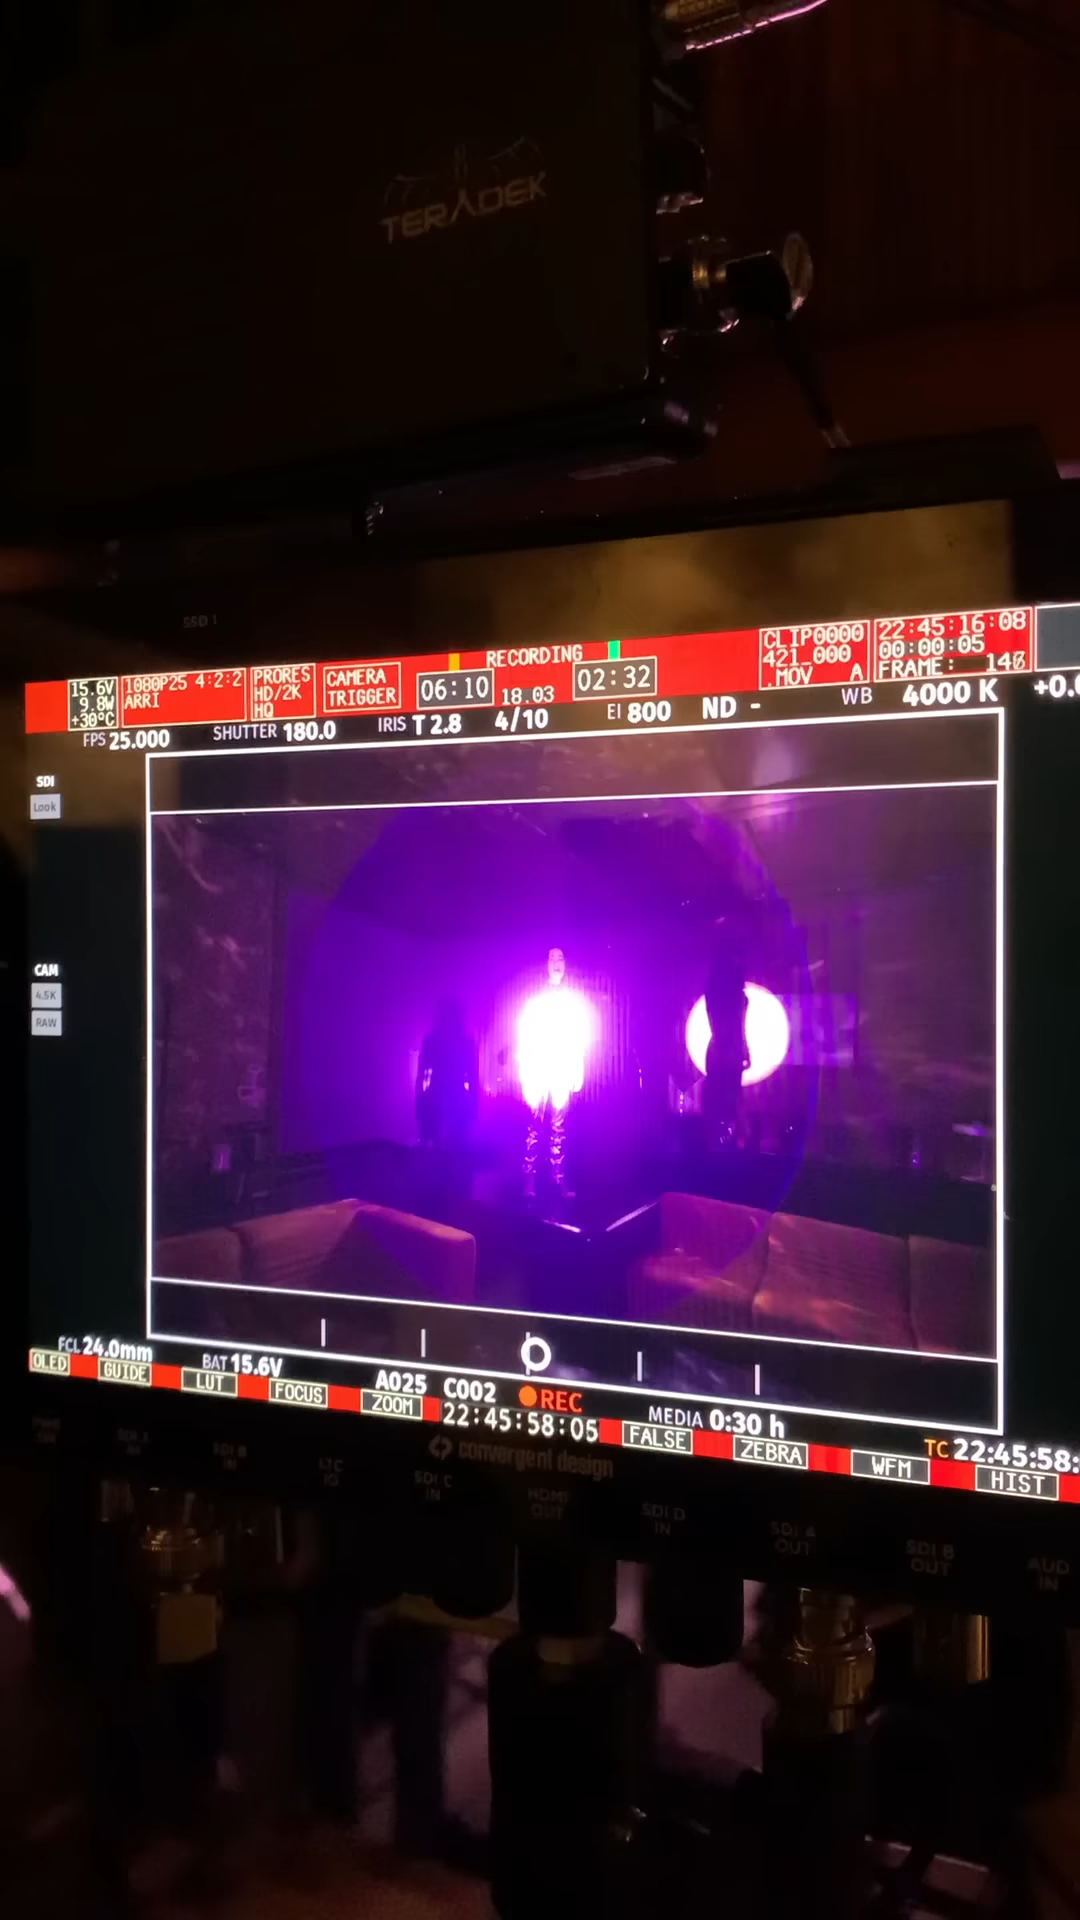 TERADEK
SSD 1
RECORDING
15.6V
9.8W
+30°C
1080P25 4:2:2
ARRI
PRORES
HD/2K
HQ
CAMERA
TRIGGER
06:10
18.03
02:32
CLIP0000
421_000
.MOV A
22:45:16:08
00:00:05
FRAME:
FPS 25.000
SHUTTER 180.0
IRIS T 2.8 4/10
EI 800
ND -
WB 4000 K
SDI
Look
CAM
4.5K
RAW
FCL 24.0mm
BAT 15.6V
A025 C002
REC
22:45:58:05
MEDIA 0:30 h
TC 22:45:58:
OLED
GUIDE
LUT
FOCUS
ZOOM
FALSE
ZEBRA
WFM
HIST
convergent design
SDI C
IN
HDMI
OUT
SDI D
IN
SDI A
OUT
SDI B
OUT
AUD
IN